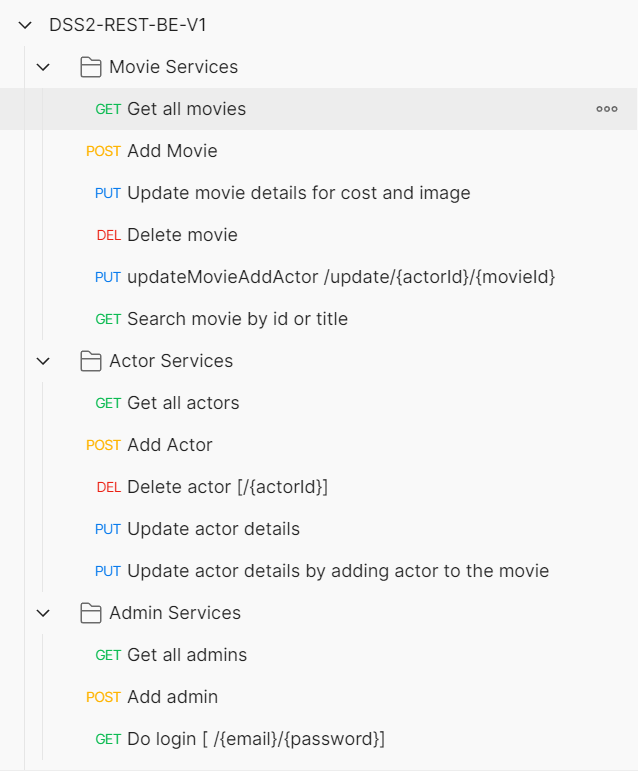 DSS2-REST-BE-V1
Movie Services
GET Get all movies
POST Add Movie
PUT Update movie details for cost and image
DEL Delete movie
PUT updateMovieAddActor /update/{actorId}/{movieId}
GET Search movie by id or title
Actor Services
GET Get all actors
POST Add Actor
DEL Delete actor [/{actorId}]
PUT Update actor details
PUT Update actor details by adding actor to the movie
Admin Services
GET Get all admins
POST Add admin
GET Do login [ /{email}/{password}]